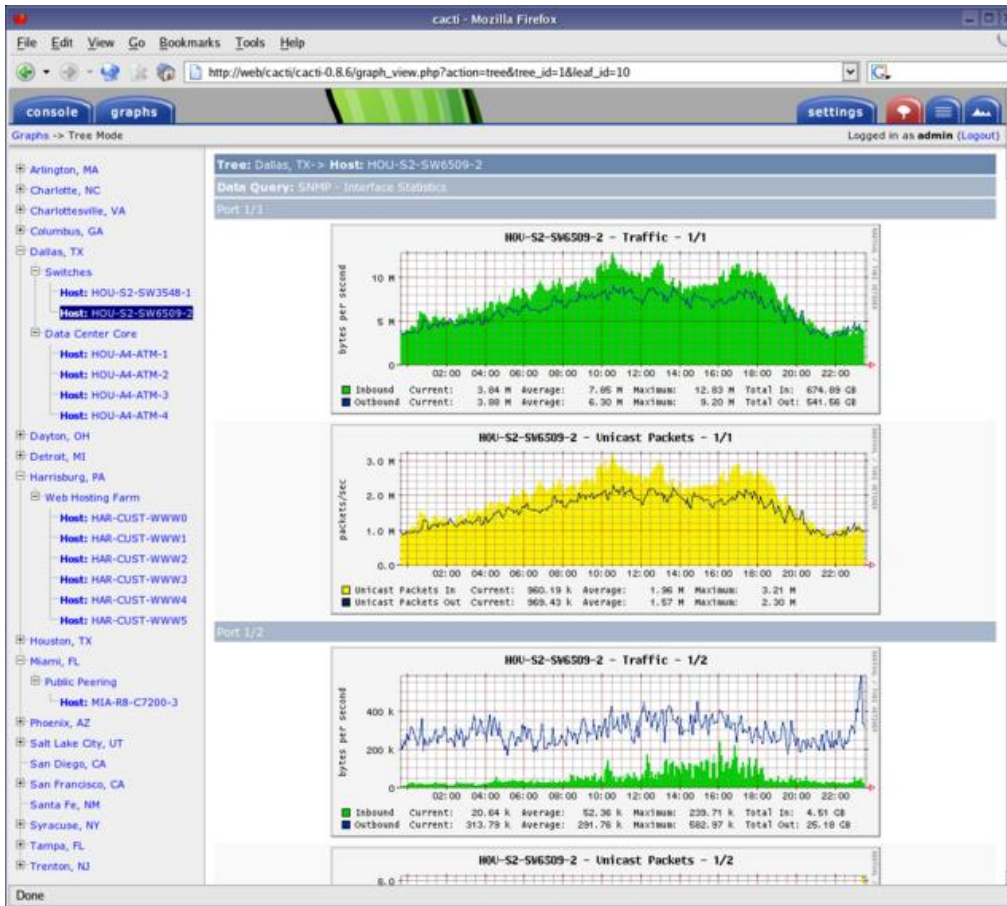 cacti - Mozilla Firefox
File Edit View Go Bookmarks Tools Help
http://web/cacti/cacti-0.8.6/graph_view.php?action=tree&tree_id=1&leaf_id=10
console graphs settings
Graphs -> Tree Mode Logged in as admin (Logout)
Arlington, MA
Charlotte, NC
Charlottesville, VA
Columbus, GA
Dallas, TX
Switches
Host: HOU-S2-SW3548-1
Host: HOU-S2-SW6509-2
Data Center Core
Host: HOU-A4-ATM-1
Host: HOU-A4-ATM-2
Host: HOU-A4-ATM-3
Host: HOU-A4-ATM-4
Dayton, OH
Detroit, MI
Harrisburg, PA
Web Hosting Farm
Host: HAR-CUST-WWW0
Host: HAR-CUST-WWW1
Host: HAR-CUST-WWW2
Host: HAR-CUST-WWW3
Host: HAR-CUST-WWW4
Host: HAR-CUST-WWW5
Houston, TX
Miami, FL
Public Peering
Host: MIA-R8-C7200-3
Phoenix, AZ
Salt Lake City, UT
San Diego, CA
San Francisco, CA
Santa Fe, NM
Syracuse, NY
Tampa, FL
Trenton, NJ
Tree: Dallas, TX-> Host: HOU-S2-SW6509-2
Data Query: SNMP - Interface Statistics
Port 1/1
HOU-S2-SW6509-2 - Traffic - 1/1
bytes per second
10 M
5 M
0
02:00 04:00 06:00 08:00 10:00 12:00 14:00 16:00 18:00 20:00 22:00
Inbound Current: 3.84 M Average: 7.85 M Maximum: 12.83 M Total In: 674.89 GB
Outbound Current: 3.88 M Average: 6.30 M Maximum: 9.20 M Total Out: 541.56 GB
HOU-S2-SW6509-2 - Unicast Packets - 1/1
packets/sec
3.0 M
2.0 M
1.0 M
0.0
02:00 04:00 06:00 08:00 10:00 12:00 14:00 16:00 18:00 20:00 22:00
Unicast Packets In Current: 960.19 k Average: 1.96 M Maximum: 3.21 M
Unicast Packets Out Current: 969.43 k Average: 1.57 M Maximum: 2.30 M
Port 1/2
HOU-S2-SW6509-2 - Traffic - 1/2
bytes per second
400 k
200 k
0
02:00 04:00 06:00 08:00 10:00 12:00 14:00 16:00 18:00 20:00 22:00
Inbound Current: 20.64 k Average: 52.36 k Maximum: 239.71 k Total In: 4.51 GB
Outbound Current: 313.79 k Average: 291.76 k Maximum: 582.97 k Total Out: 25.18 GB
HOU-S2-SW6509-2 - Unicast Packets - 1/2
8.0
Done